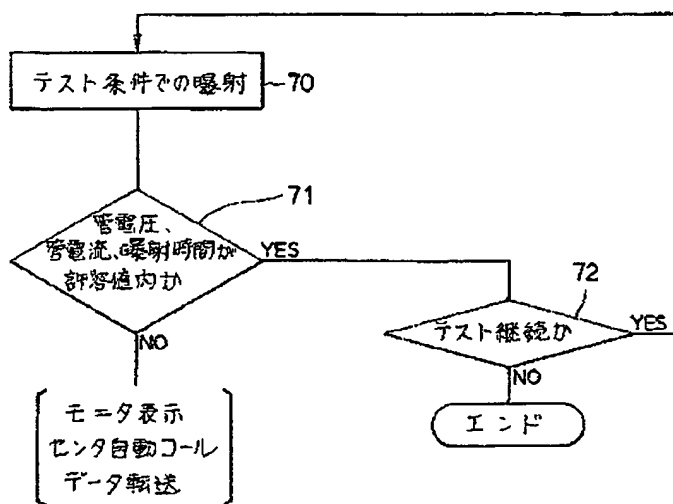 テスト条件での曝射
70
71
管電圧、
管電流、曝射時間が
許容値内か
YES
NO
72
テスト継続か
YES
NO
モニタ表示
センタ自動コール
データ転送
エンド